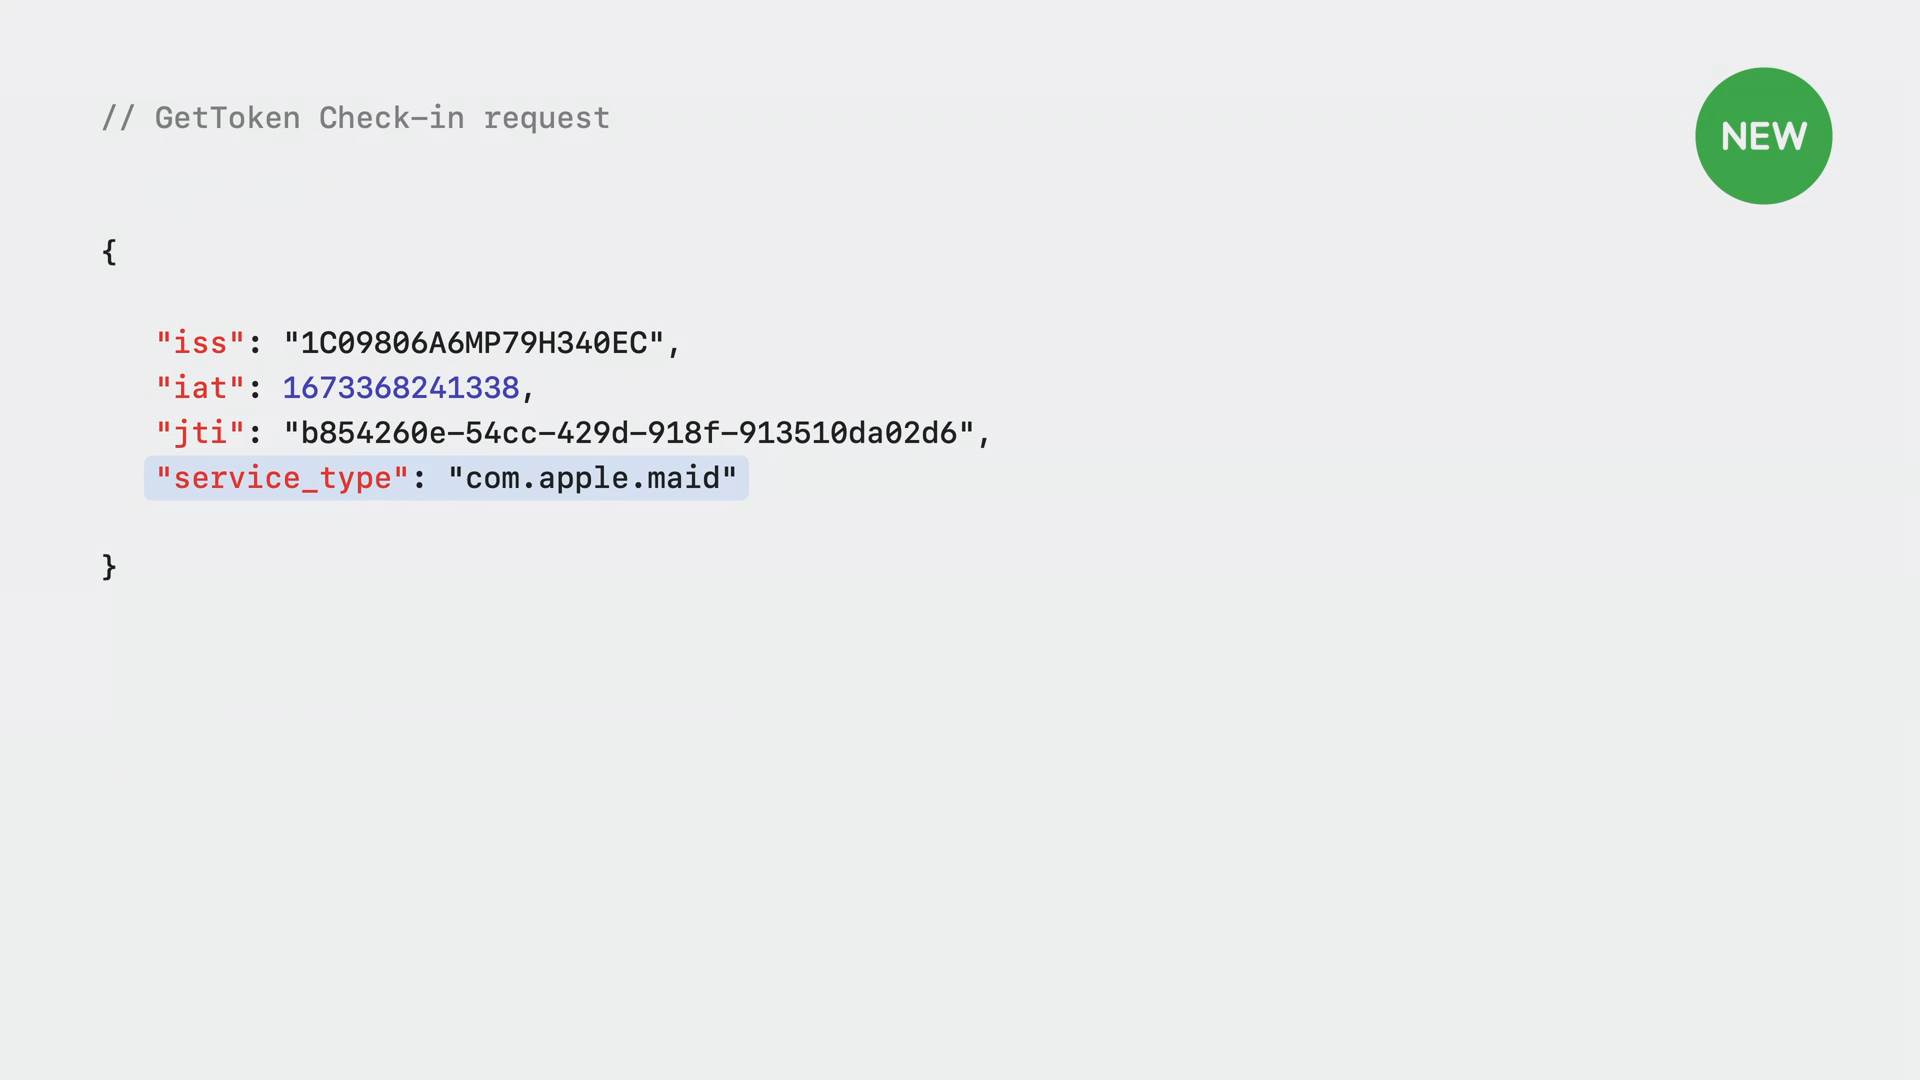 // GetToken Check-in request
NEW
{
"iss": "1C09806A6MP79H340EC",
"iat": 1673368241338,
"jti": "b854260e-54cc-429d-918f-913510da02d6",
"service_type": "com.apple.maid"
}